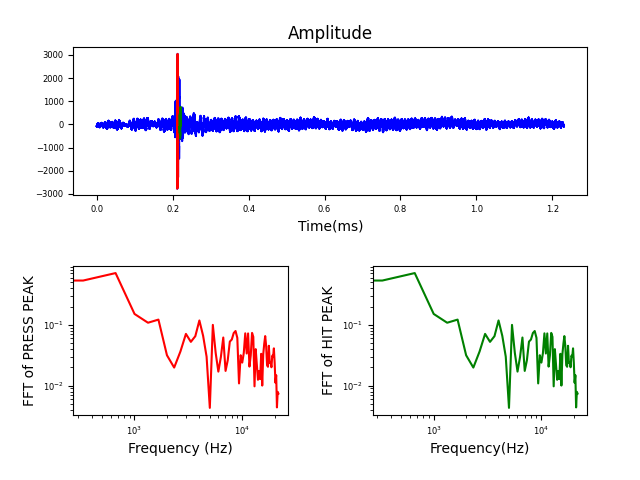 Amplitude
3000
2000
1000
0
−1000
−2000
−3000
0.0 0.2 0.4 0.6 0.8 1.0 1.2
Time(ms)
FFT of PRESS PEAK
10⁻¹
10⁻²
10³ 10⁴
Frequency (Hz)
FFT of HIT PEAK
10⁻¹
10⁻²
10³ 10⁴
Frequency(Hz)